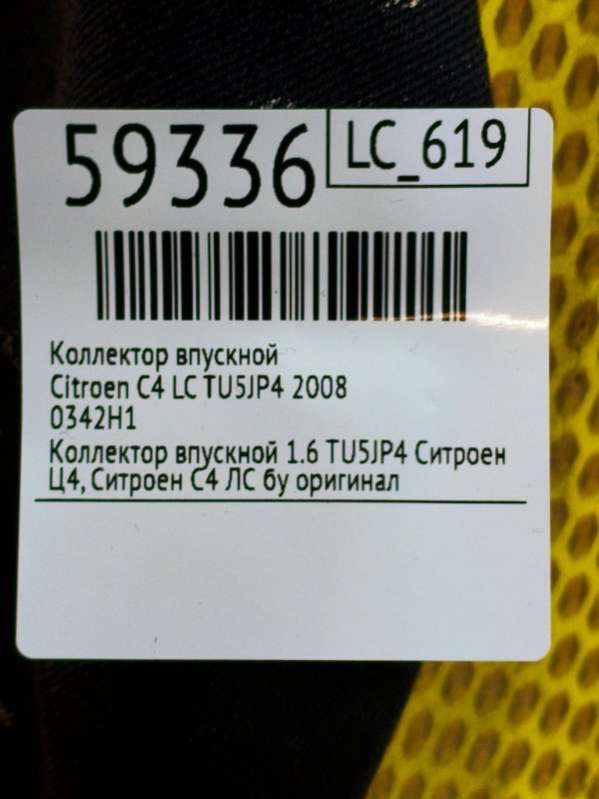 59336
LC_619
Коллектор впускной
Citroen C4 LC TU5JP4 2008
0342H1
Коллектор впускной 1.6 TU5JP4 Ситроен
Ц4, Ситроен С4 ЛС бу оригинал